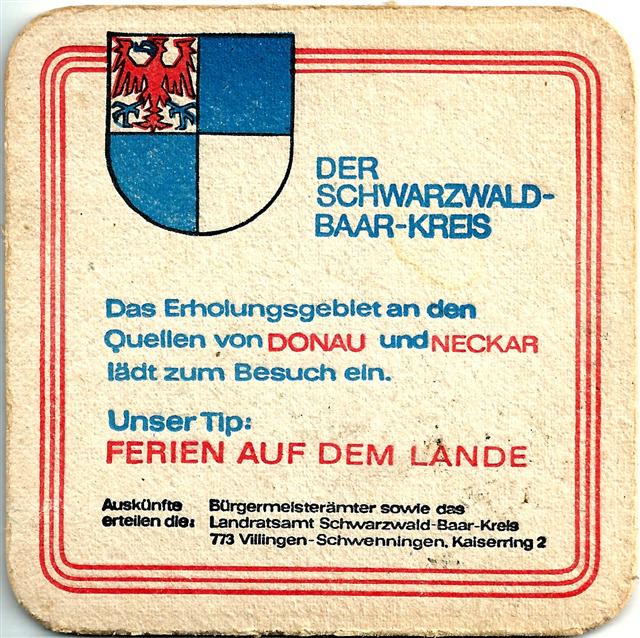 DER
SCHWARZWALD-
BAAR-KREIS
Das Erholungsgebiet an den
Quellen von DONAU und NECKAR
lädt zum Besuch ein.
Unser Tip:
FERIEN AUF DEM LANDE
Auskünfte Bürgermeisterämter sowie das
erteilen die: Landratsamt Schwarzwald-Baar-Kreis
773 Villingen-Schwenningen, Kaiserring 2